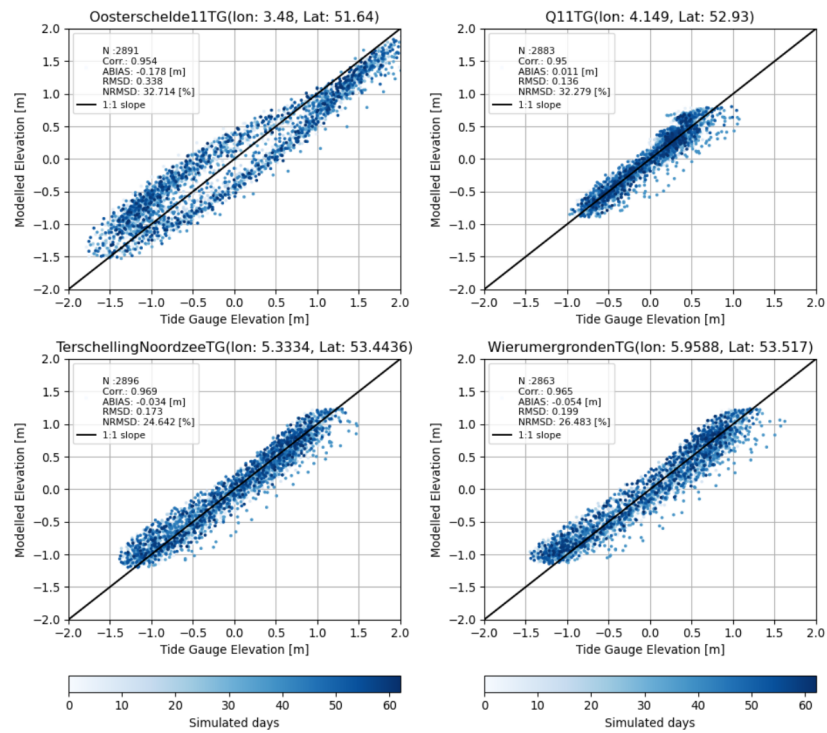 Oosterschelde11TG(lon: 3.48, Lat: 51.64)
2.0
1.5
1.0
0.5
0.0
−0.5
−1.0
−1.5
−2.0
Modelled Elevation [m]
N :2891
Corr.: 0.954
ABIAS: -0.178 [m]
RMSD: 0.338
NRMSD: 32.714 [%]
1:1 slope
−2.0 −1.5 −1.0 −0.5 0.0 0.5 1.0 1.5 2.0
Tide Gauge Elevation [m]
Q11TG(lon: 4.149, Lat: 52.93)
2.0
1.5
1.0
0.5
0.0
−0.5
−1.0
−1.5
−2.0
Modelled Elevation [m]
N :2883
Corr.: 0.95
ABIAS: 0.011 [m]
RMSD: 0.136
NRMSD: 32.279 [%]
1:1 slope
−2.0 −1.5 −1.0 −0.5 0.0 0.5 1.0 1.5 2.0
Tide Gauge Elevation [m]
TerschellingNoordzeeTG(lon: 5.3334, Lat: 53.4436)
2.0
1.5
1.0
0.5
0.0
−0.5
−1.0
−1.5
−2.0
Modelled Elevation [m]
N :2896
Corr.: 0.969
ABIAS: -0.034 [m]
RMSD: 0.173
NRMSD: 24.642 [%]
1:1 slope
−2.0 −1.5 −1.0 −0.5 0.0 0.5 1.0 1.5 2.0
Tide Gauge Elevation [m]
WierumergrondenTG(lon: 5.9588, Lat: 53.517)
2.0
1.5
1.0
0.5
0.0
−0.5
−1.0
−1.5
−2.0
Modelled Elevation [m]
N :2863
Corr.: 0.965
ABIAS: -0.054 [m]
RMSD: 0.199
NRMSD: 26.483 [%]
1:1 slope
−2.0 −1.5 −1.0 −0.5 0.0 0.5 1.0 1.5 2.0
Tide Gauge Elevation [m]
0 10 20 30 40 50 60
Simulated days
0 10 20 30 40 50 60
Simulated days